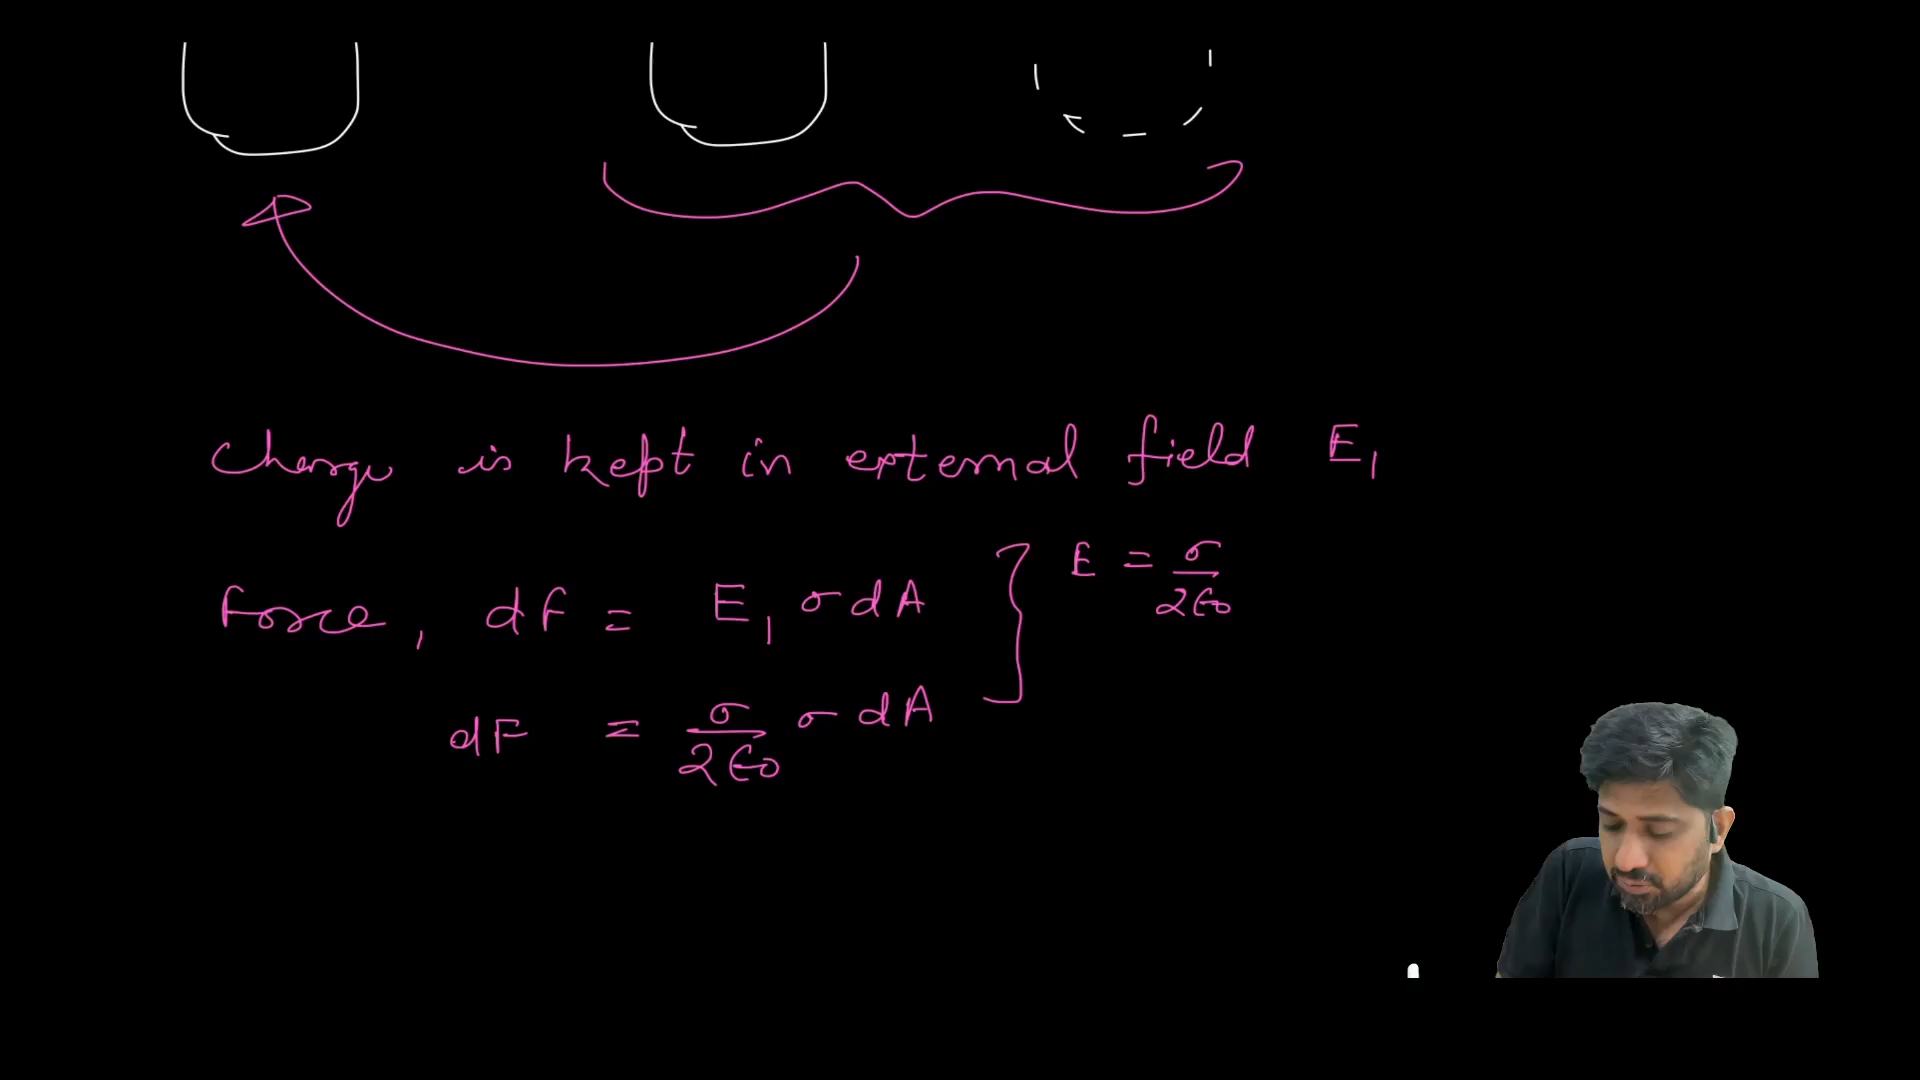 Charge is kept in external field E₁
Force, dF = E₁ σ dA
E = σ/2ϵ₀
dF = σ/2ϵ₀ σ dA